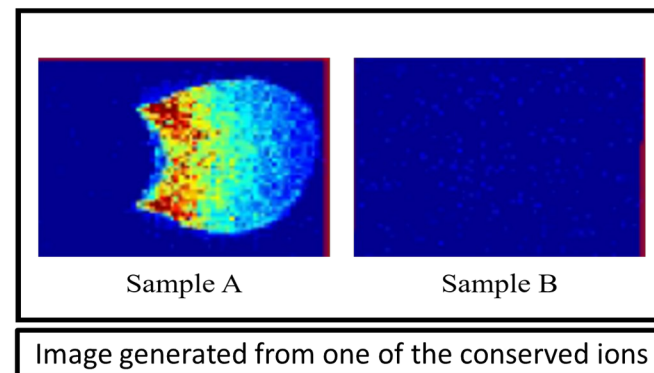 Sample A
Sample B
Image generated from one of the conserved ions